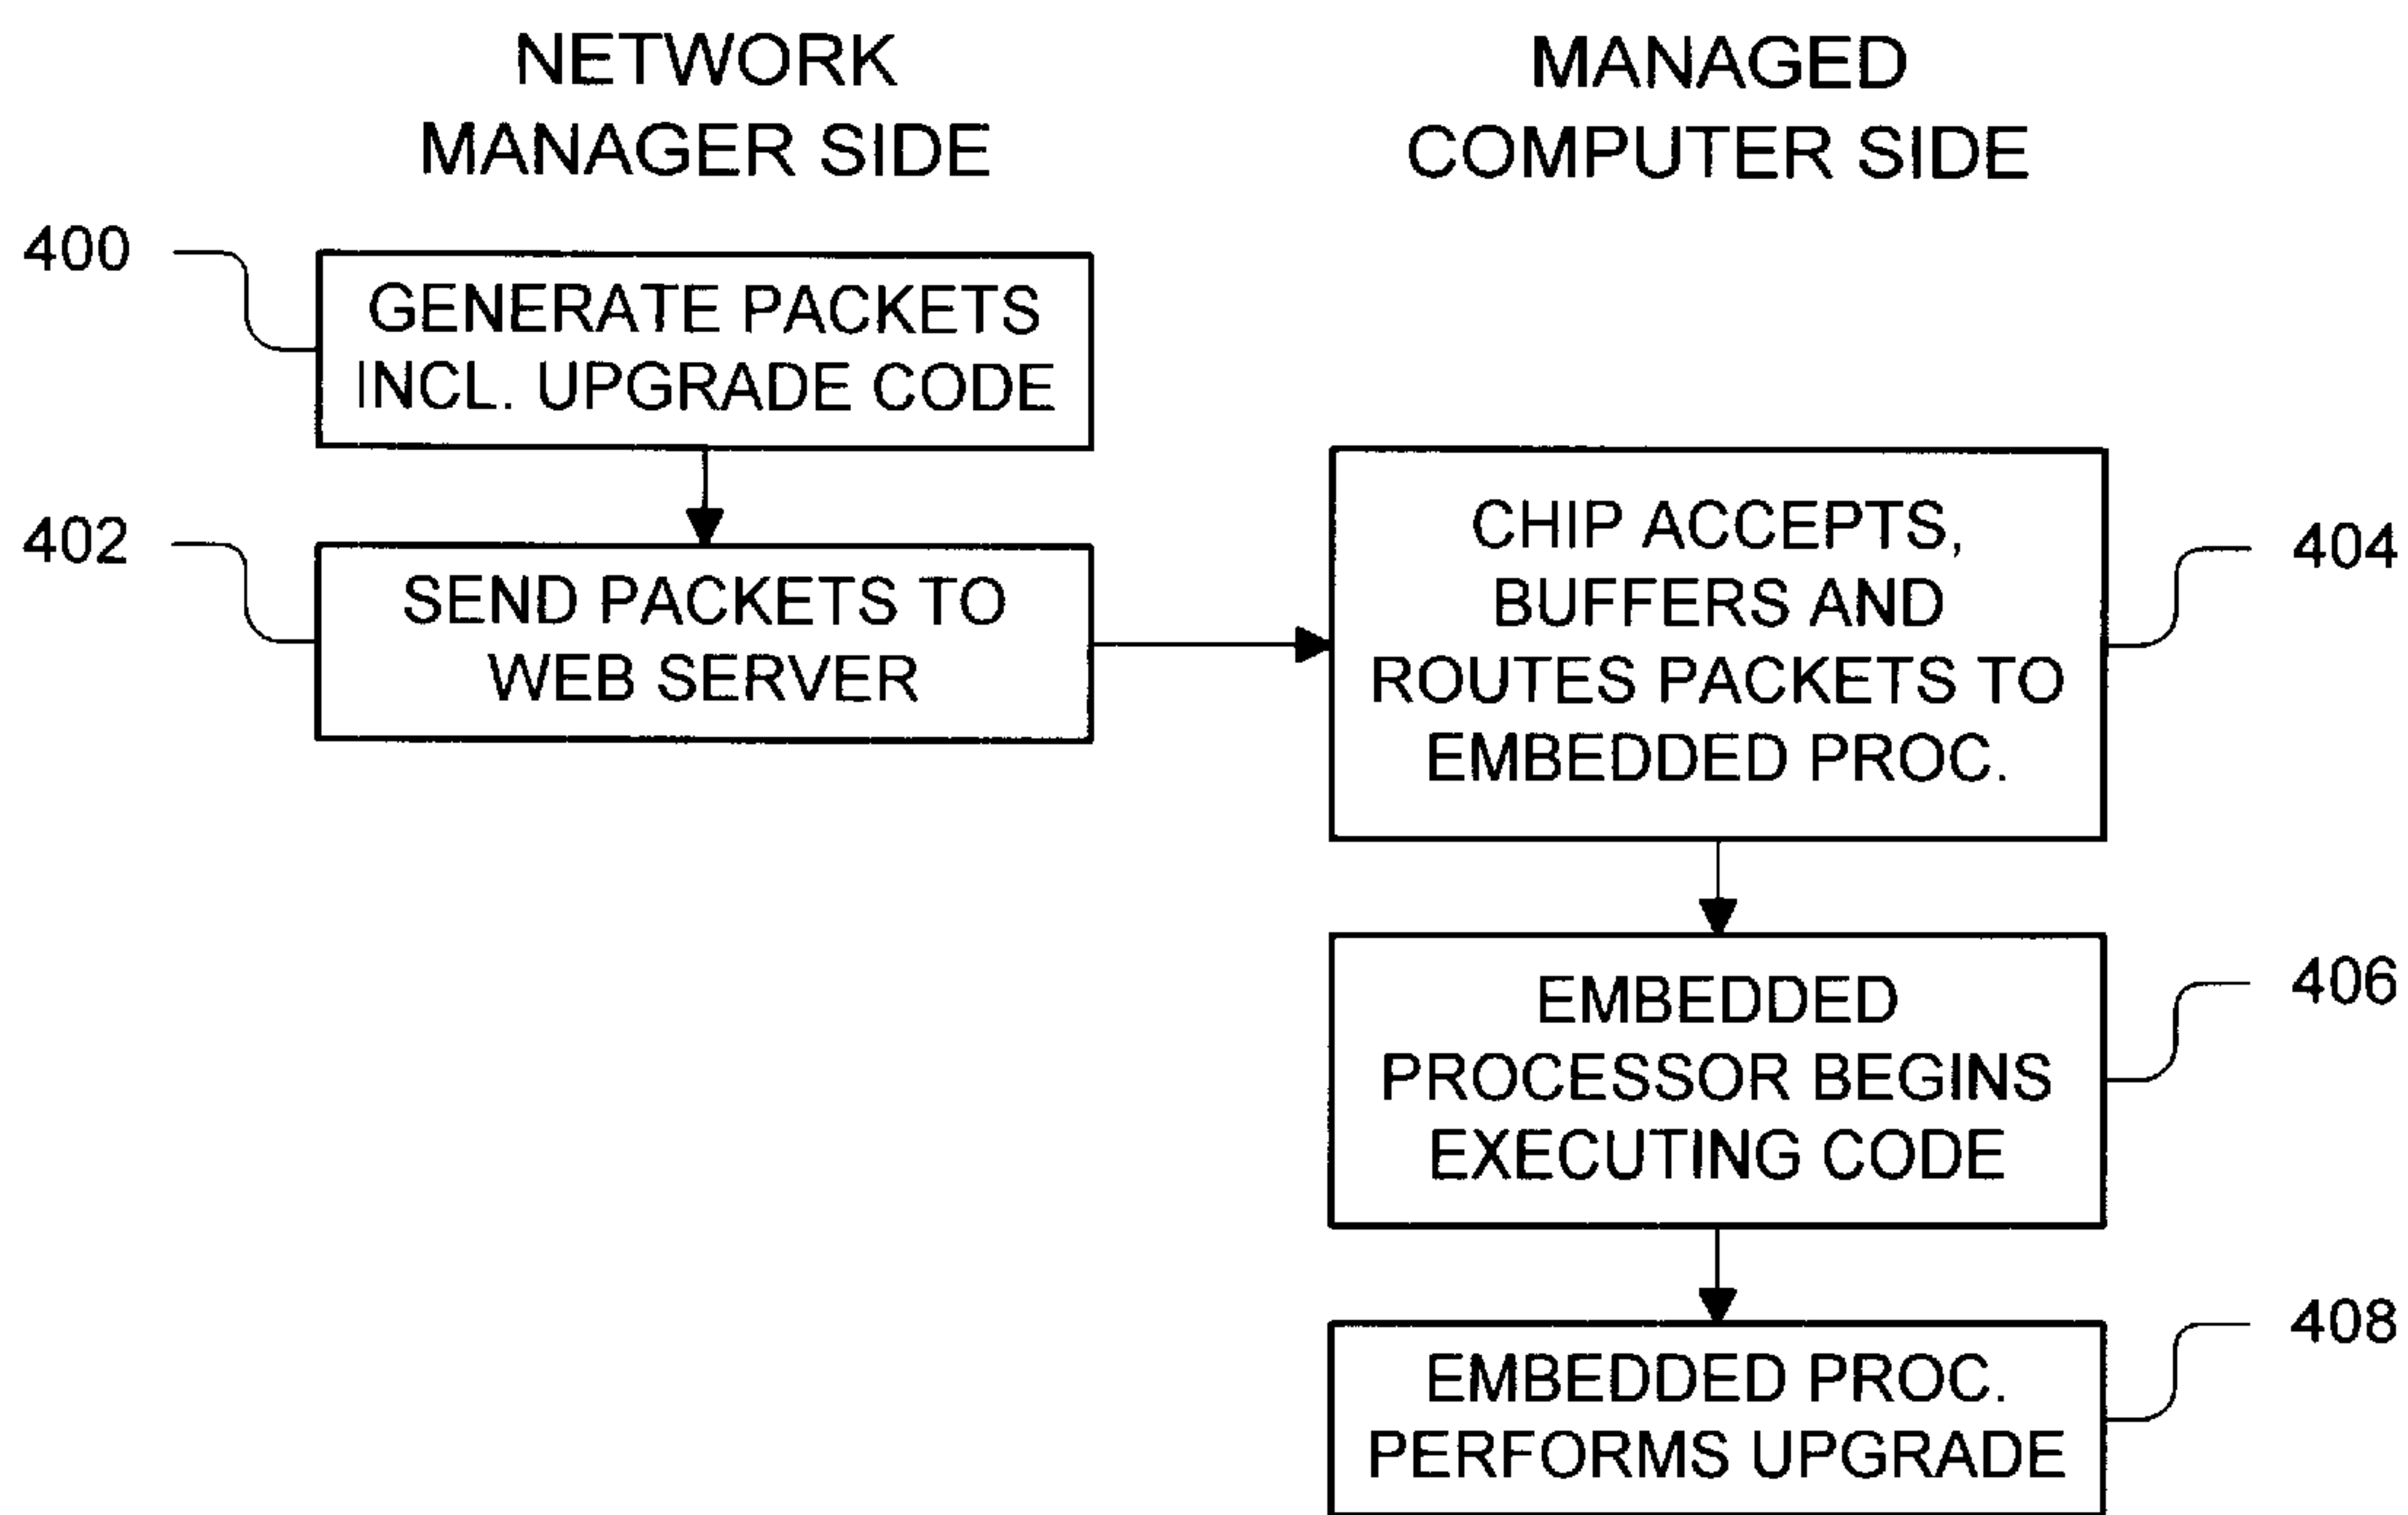 NETWORK
MANAGER SIDE
MANAGED
COMPUTER SIDE
400
GENERATE PACKETS
INCL. UPGRADE CODE
402
SEND PACKETS TO
WEB SERVER
CHIP ACCEPTS,
BUFFERS AND
ROUTES PACKETS TO
EMBEDDED PROC.
404
EMBEDDED
PROCESSOR BEGINS
EXECUTING CODE
406
EMBEDDED PROC.
PERFORMS UPGRADE
408